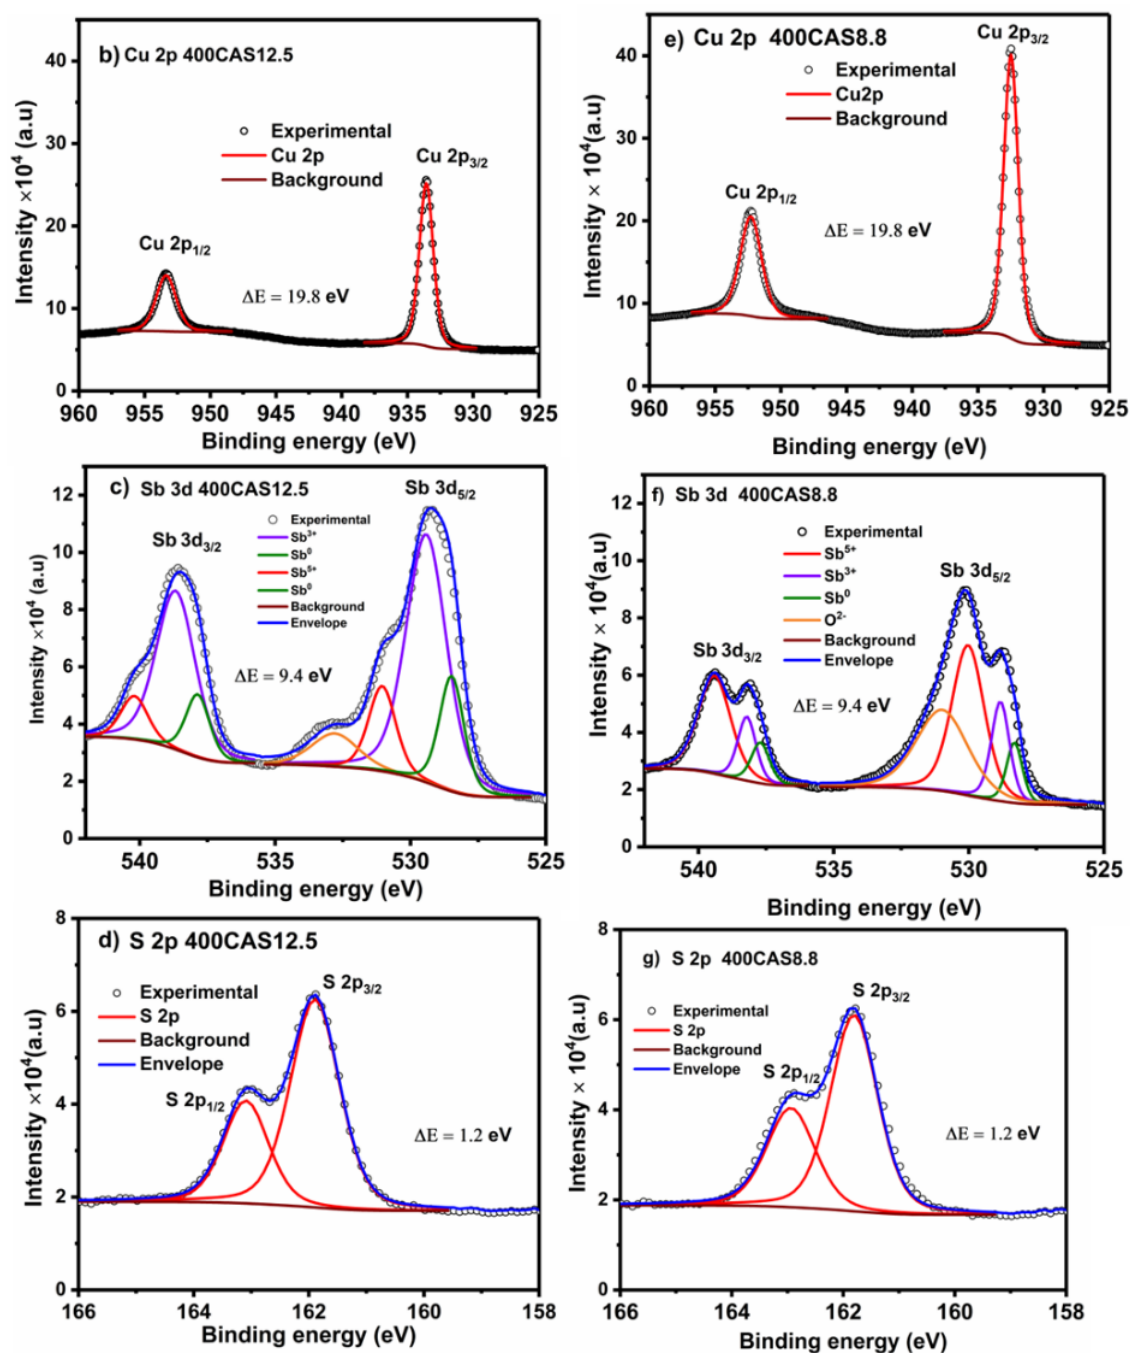 b) Cu 2p 400CAS12.5
Experimental
Cu 2p
Background
Cu 2p3/2
Cu 2p1/2
ΔE = 19.8 eV
Intensity ×10⁴ (a.u)
40
30
20
10
0
960 955 950 945 940 935 930 925
Binding energy (eV)
e) Cu 2p 400CAS8.8
Cu 2p3/2
Experimental
Cu2p
Background
Cu 2p1/2
ΔE = 19.8 eV
Intensity × 10⁴(a.u)
40
30
20
10
0
960 955 950 945 940 935 930 925
Binding energy (eV)
c) Sb 3d 400CAS12.5
Sb 3d5/2
Experimental
Sb³⁺
Sb⁰
Sb⁵⁺
Sb⁰
Background
Envelope
Sb 3d3/2
ΔE = 9.4 eV
Intensity ×10⁴ (a.u)
12
10
8
6
4
2
0
540 535 530 525
Binding energy (eV)
f) Sb 3d 400CAS8.8
Experimental
Sb⁵⁺
Sb³⁺
Sb⁰
O²⁻
Background
Envelope
Sb 3d5/2
Sb 3d3/2
ΔE = 9.4 eV
Intensity × 10⁴(a.u)
12
10
8
6
4
2
0
540 535 530 525
Binding energy (eV)
d) S 2p 400CAS12.5
Experimental
S 2p
Background
Envelope
S 2p3/2
S 2p1/2
ΔE = 1.2 eV
Intensity ×10⁴(a.u)
8
6
4
2
0
166 164 162 160 158
Binding energy (eV)
g) S 2p 400CAS8.8
Experimental
S 2p
Background
Envelope
S 2p3/2
S 2p1/2
ΔE = 1.2 eV
Intensity × 10⁴(a.u)
8
6
4
2
0
166 164 162 160 158
Binding energy (eV)